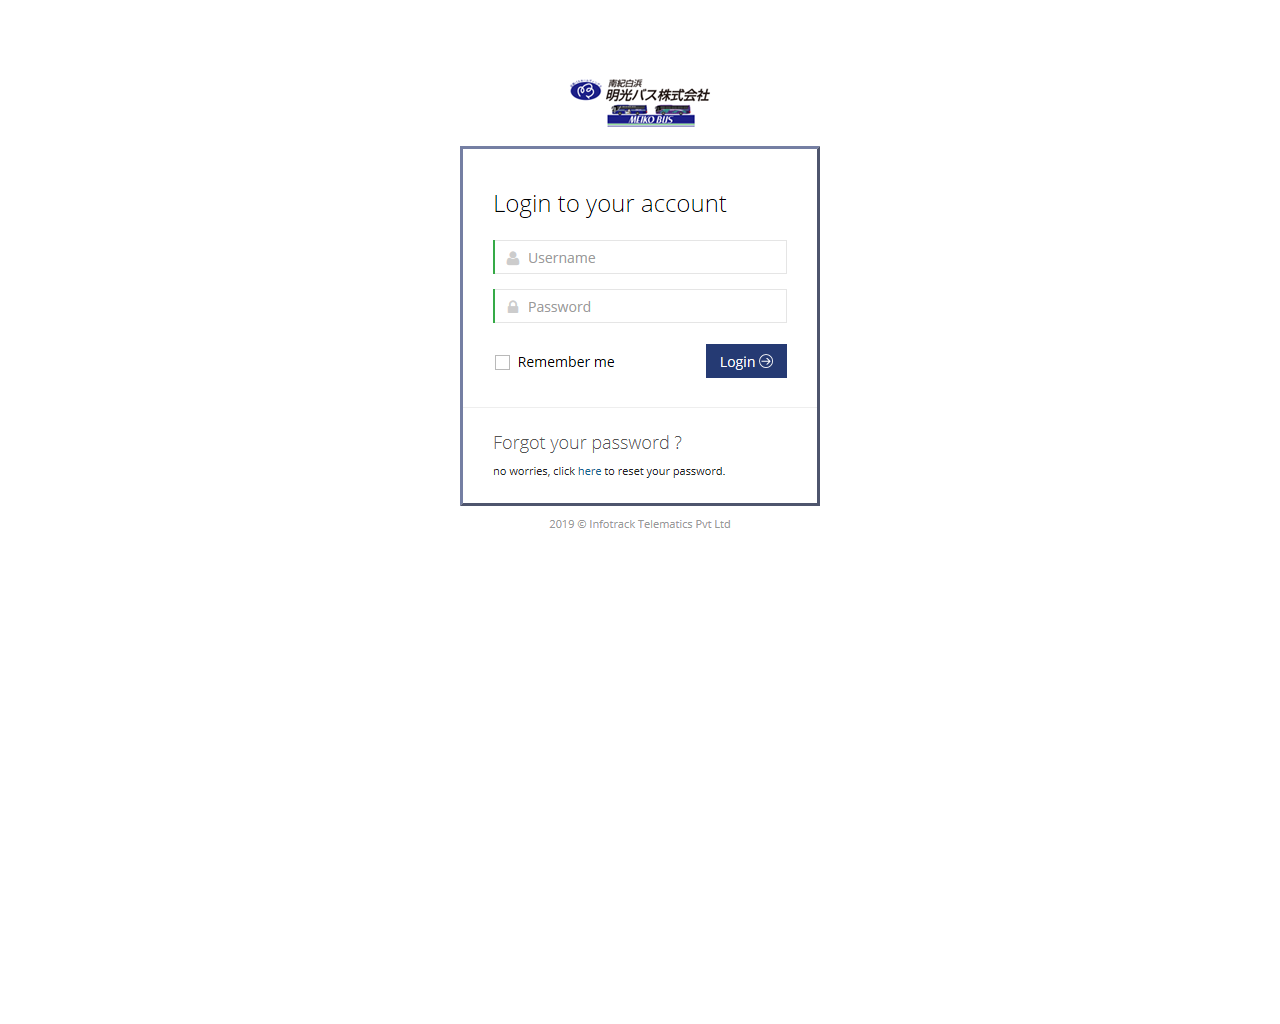 南紀白浜
明光バス株式会社
MEIKO BUS
Login to your account
Username
Password
Remember me
Login
Forgot your password ?
no worries, click here to reset your password.
2019 © Infotrack Telematics Pvt Ltd